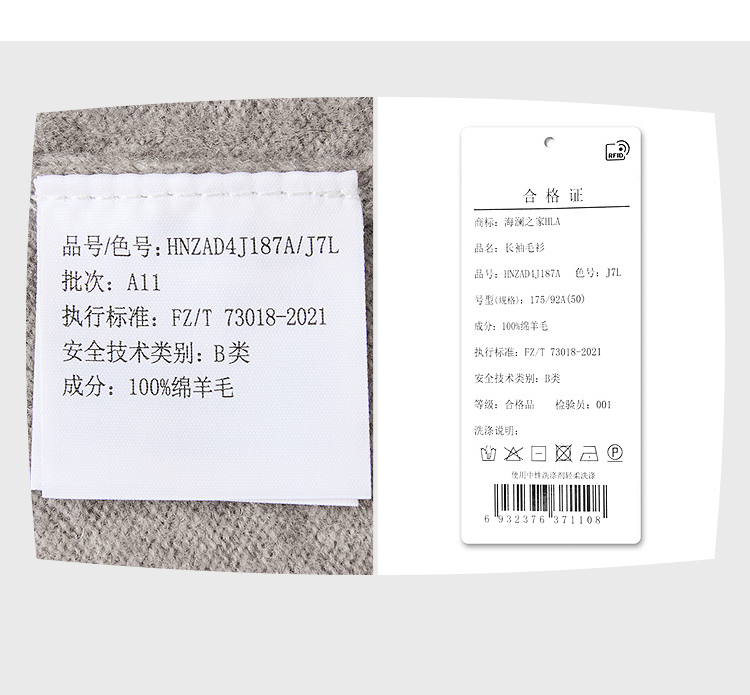 品号/色号: HNZAD4J187A/J7L
批次: A11
执行标准: FZ/T 73018-2021
安全技术类别: B类
成分: 100%绵羊毛
RFID
合格证
商标: 海澜之家HLA
品名: 长袖毛衫
品号: HNZAD4J187A 色号: J7L
号型(规格): 175/92A(50)
成分: 100%绵羊毛
执行标准: FZ/T 73018-2021
安全技术类别: B类
等级: 合格品 检验员: 001
洗涤说明:
P
使用中性洗涤剂轻柔洗涤
6 932376 371108